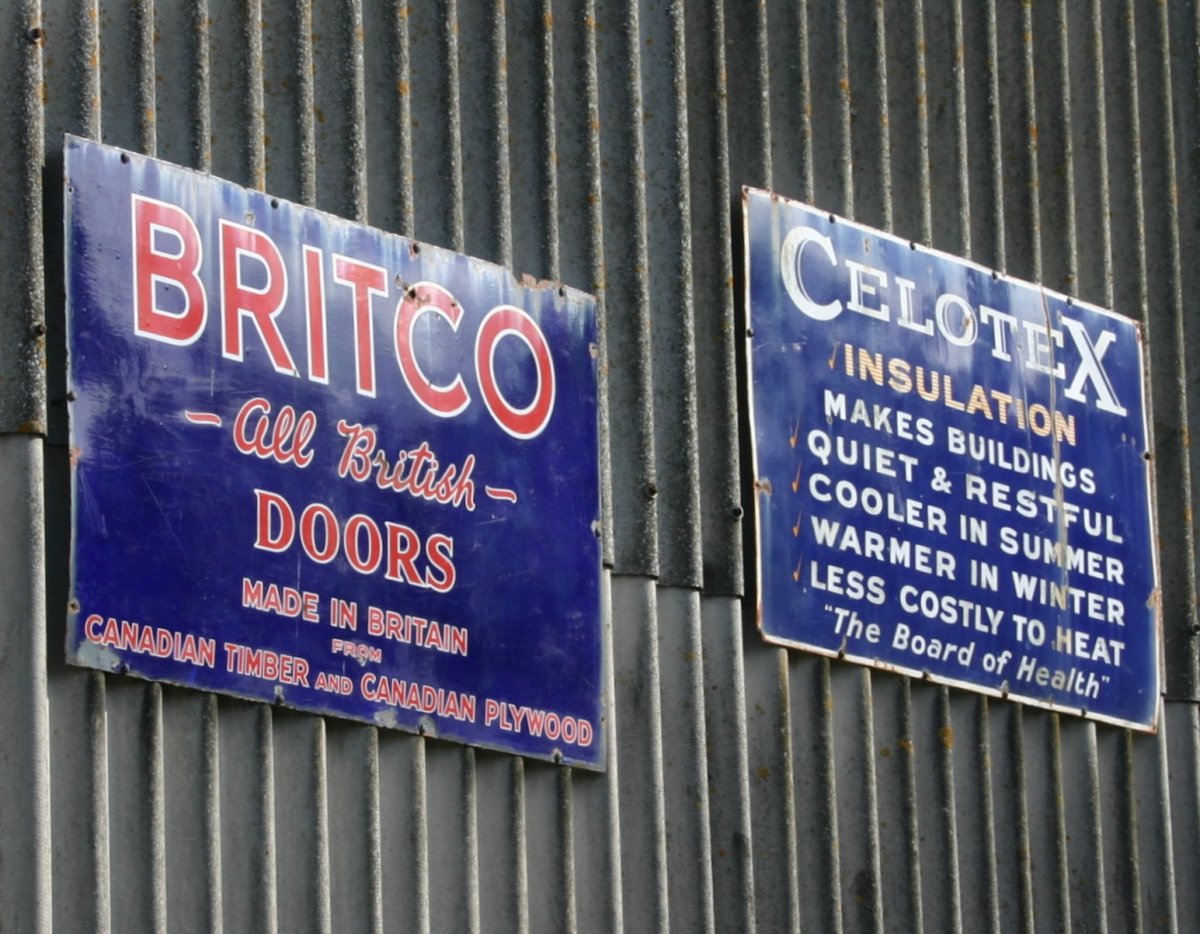 BRITCO
- All British -
DOORS
MADE IN BRITAIN
FROM
CANADIAN TIMBER AND CANADIAN PLYWOOD
CELOTEX
INSULATION
MAKES BUILDINGS
QUIET & RESTFUL
COOLER IN SUMMER
WARMER IN WINTER
LESS COSTLY TO HEAT
"The Board of Health"